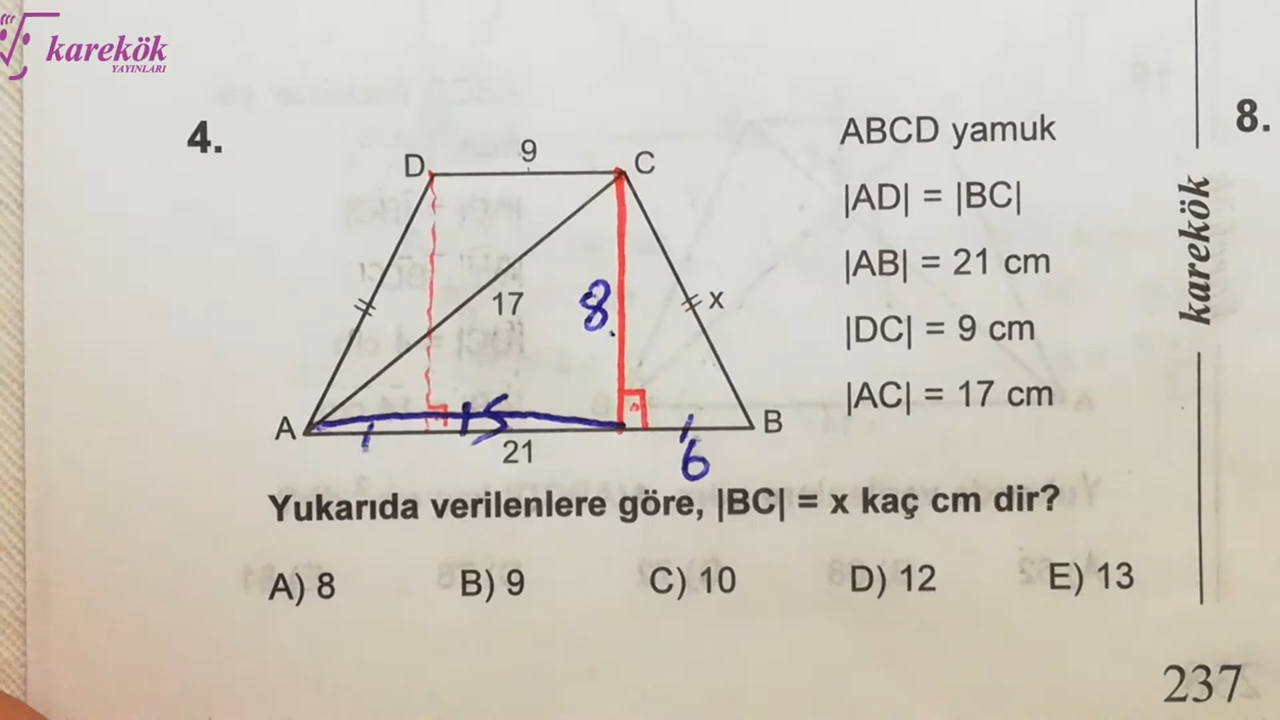 karekök
YAYINLARI
4.
8.
ABCD yamuk
|AD| = |BC|
|AB| = 21 cm
|DC| = 9 cm
|AC| = 17 cm
D
9
C
17
8
x
A
15
B
21
6
Yukarıda verilenlere göre, |BC| = x kaç cm dir?
A) 8 B) 9 C) 10 D) 12 E) 13
karekök
237